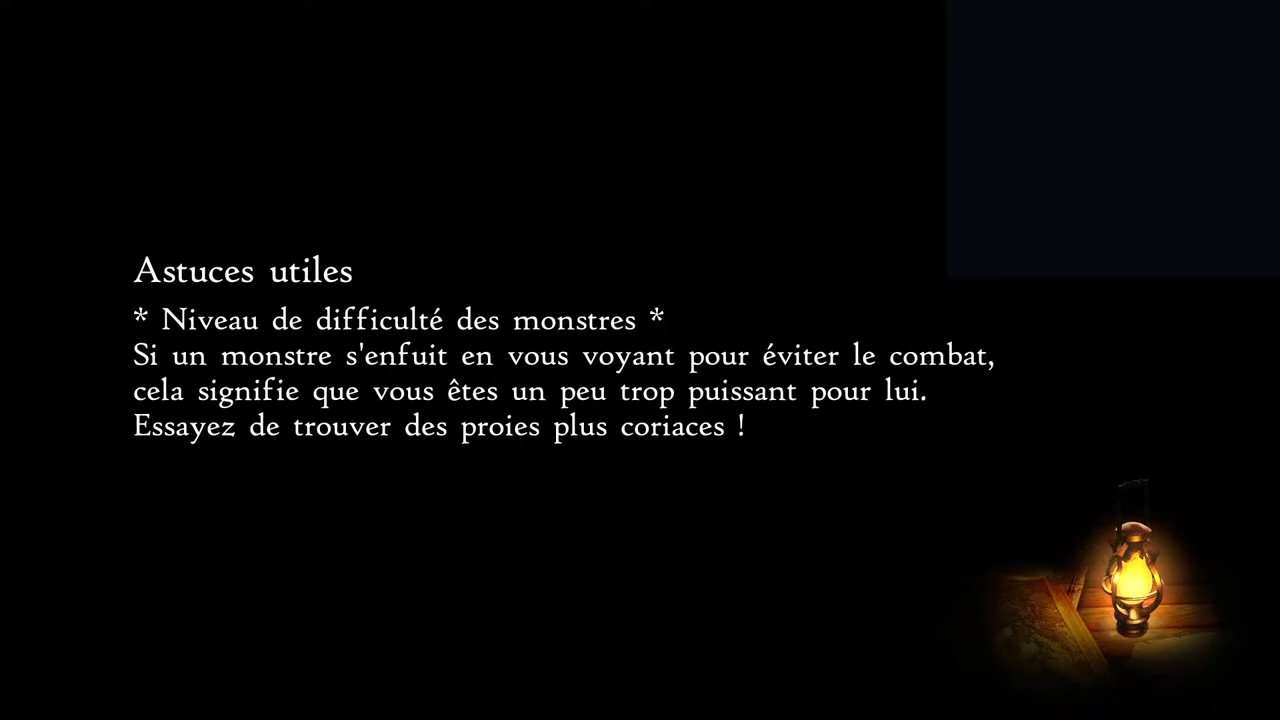 Astuces utiles
* Niveau de difficulté des monstres *
Si un monstre s'enfuit en vous voyant pour éviter le combat,
cela signifie que vous êtes un peu trop puissant pour lui.
Essayez de trouver des proies plus coriaces !